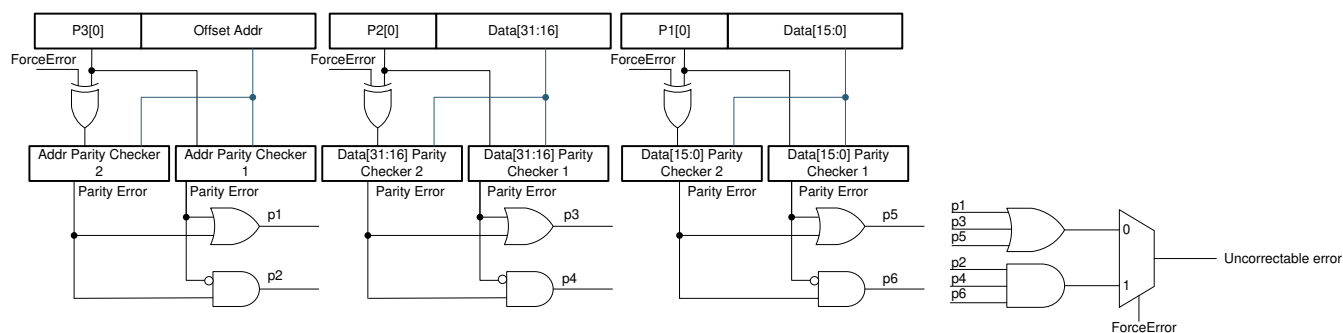 P3[0] Offset Addr P2[0] Data[31:16] P1[0] Data[15:0]
ForceError ForceError ForceError
Addr Parity Checker 2
Addr Parity Checker 1
Data[31:16] Parity Checker 2
Data[31:16] Parity Checker 1
Data[15:0] Parity Checker 2
Data[15:0] Parity Checker 1
Parity Error Parity Error Parity Error Parity Error Parity Error Parity Error
p1 p3 p5
p2 p4 p6
p1
p3
p5
p2
p4
p6
0
1
Uncorrectable error
ForceError